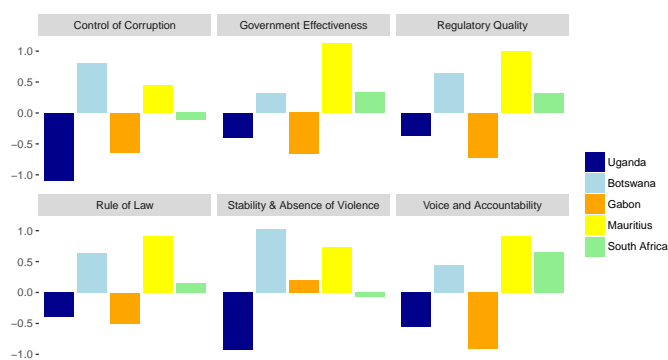 Control of Corruption
Government Effectiveness
Regulatory Quality
1.0
0.5
0.0
−0.5
−1.0
Rule of Law
Stability & Absence of Violence
Voice and Accountability
1.0
0.5
0.0
−0.5
−1.0
Uganda
Botswana
Gabon
Mauritius
South Africa